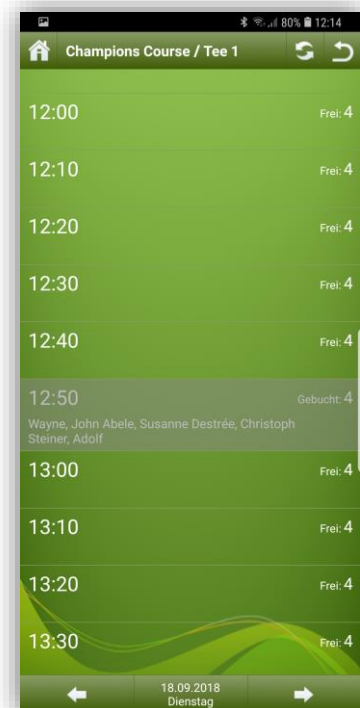 80% 12:14
Champions Course / Tee 1
12:00 Frei: 4
12:10 Frei: 4
12:20 Frei: 4
12:30 Frei: 4
12:40 Frei: 4
12:50 Gebucht: 4
Wayne, John Abele, Susanne Destrée, Christoph
Steiner, Adolf
13:00 Frei: 4
13:10 Frei: 4
13:20 Frei: 4
13:30 Frei: 4
18.09.2018
Dienstag